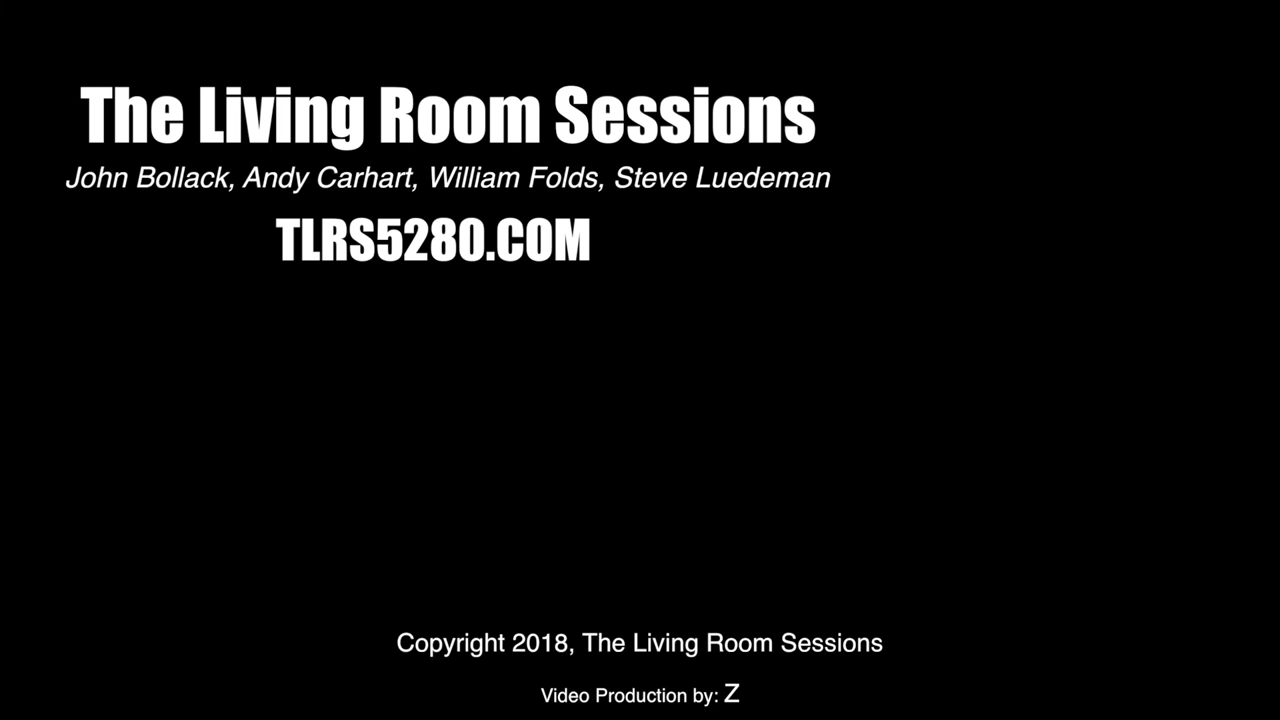 The Living Room Sessions
John Bollack, Andy Carhart, William Folds, Steve Luedeman
TLRS5280.COM
Copyright 2018, The Living Room Sessions
Video Production by: Z